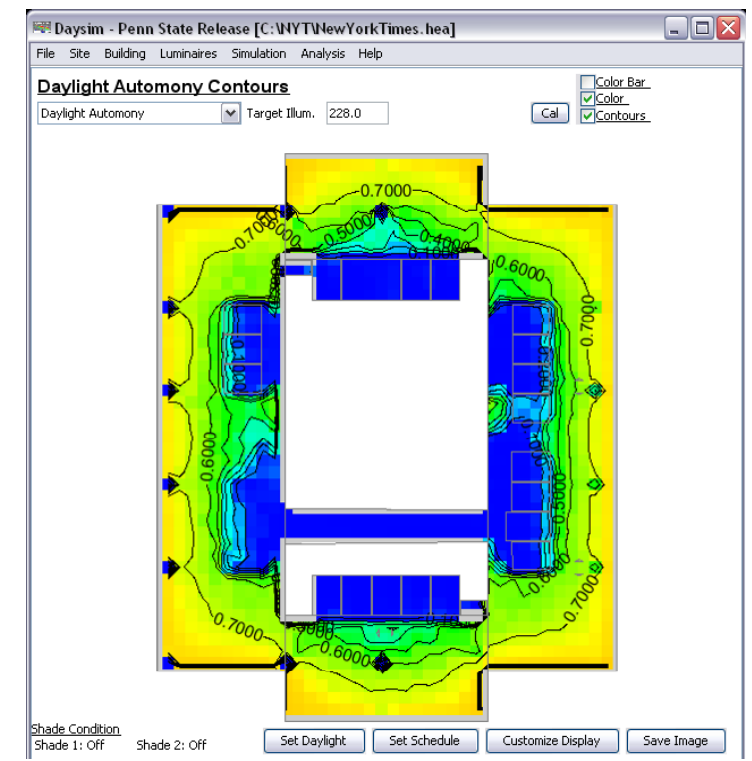 Daysim - Penn State Release [C:\NYT\NewYorkTimes.hea]
File Site Building Luminaires Simulation Analysis Help
Daylight Automony Contours
Color Bar
Daylight Automony Target Illum. 228.0 Cal Color
Contours
0.7000
0.5000
0.4000
0.1000
0.6000
0.7000
0.6000
0.5000
0.7000
0.6000
0.7000
0.6000
Shade Condition
Shade 1: Off Shade 2: Off Set Daylight Set Schedule Customize Display Save Image